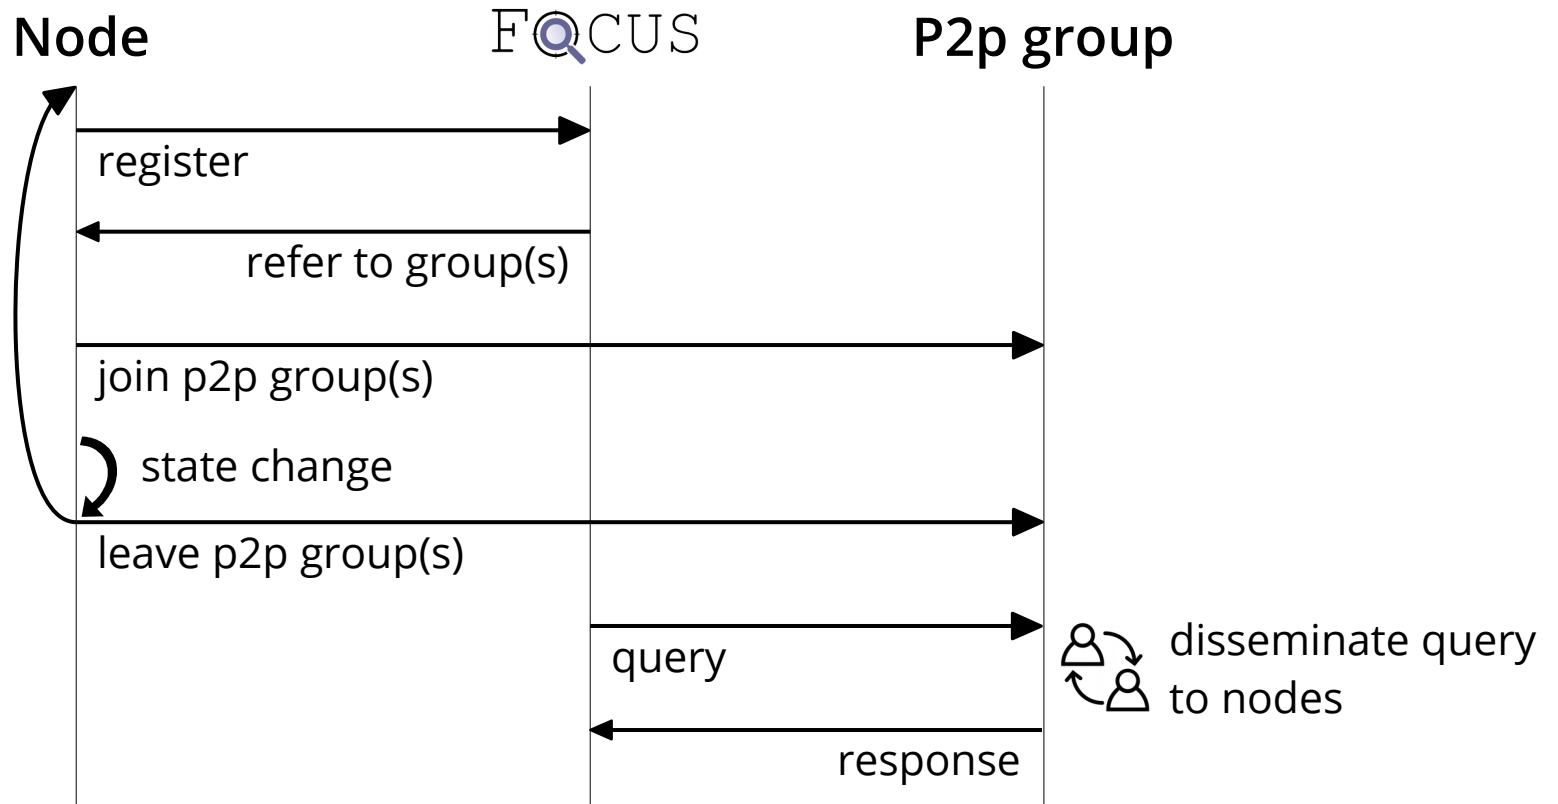 Node
FOCUS
P2p group
register
refer to group(s)
join p2p group(s)
state change
leave p2p group(s)
query
disseminate query
to nodes
response